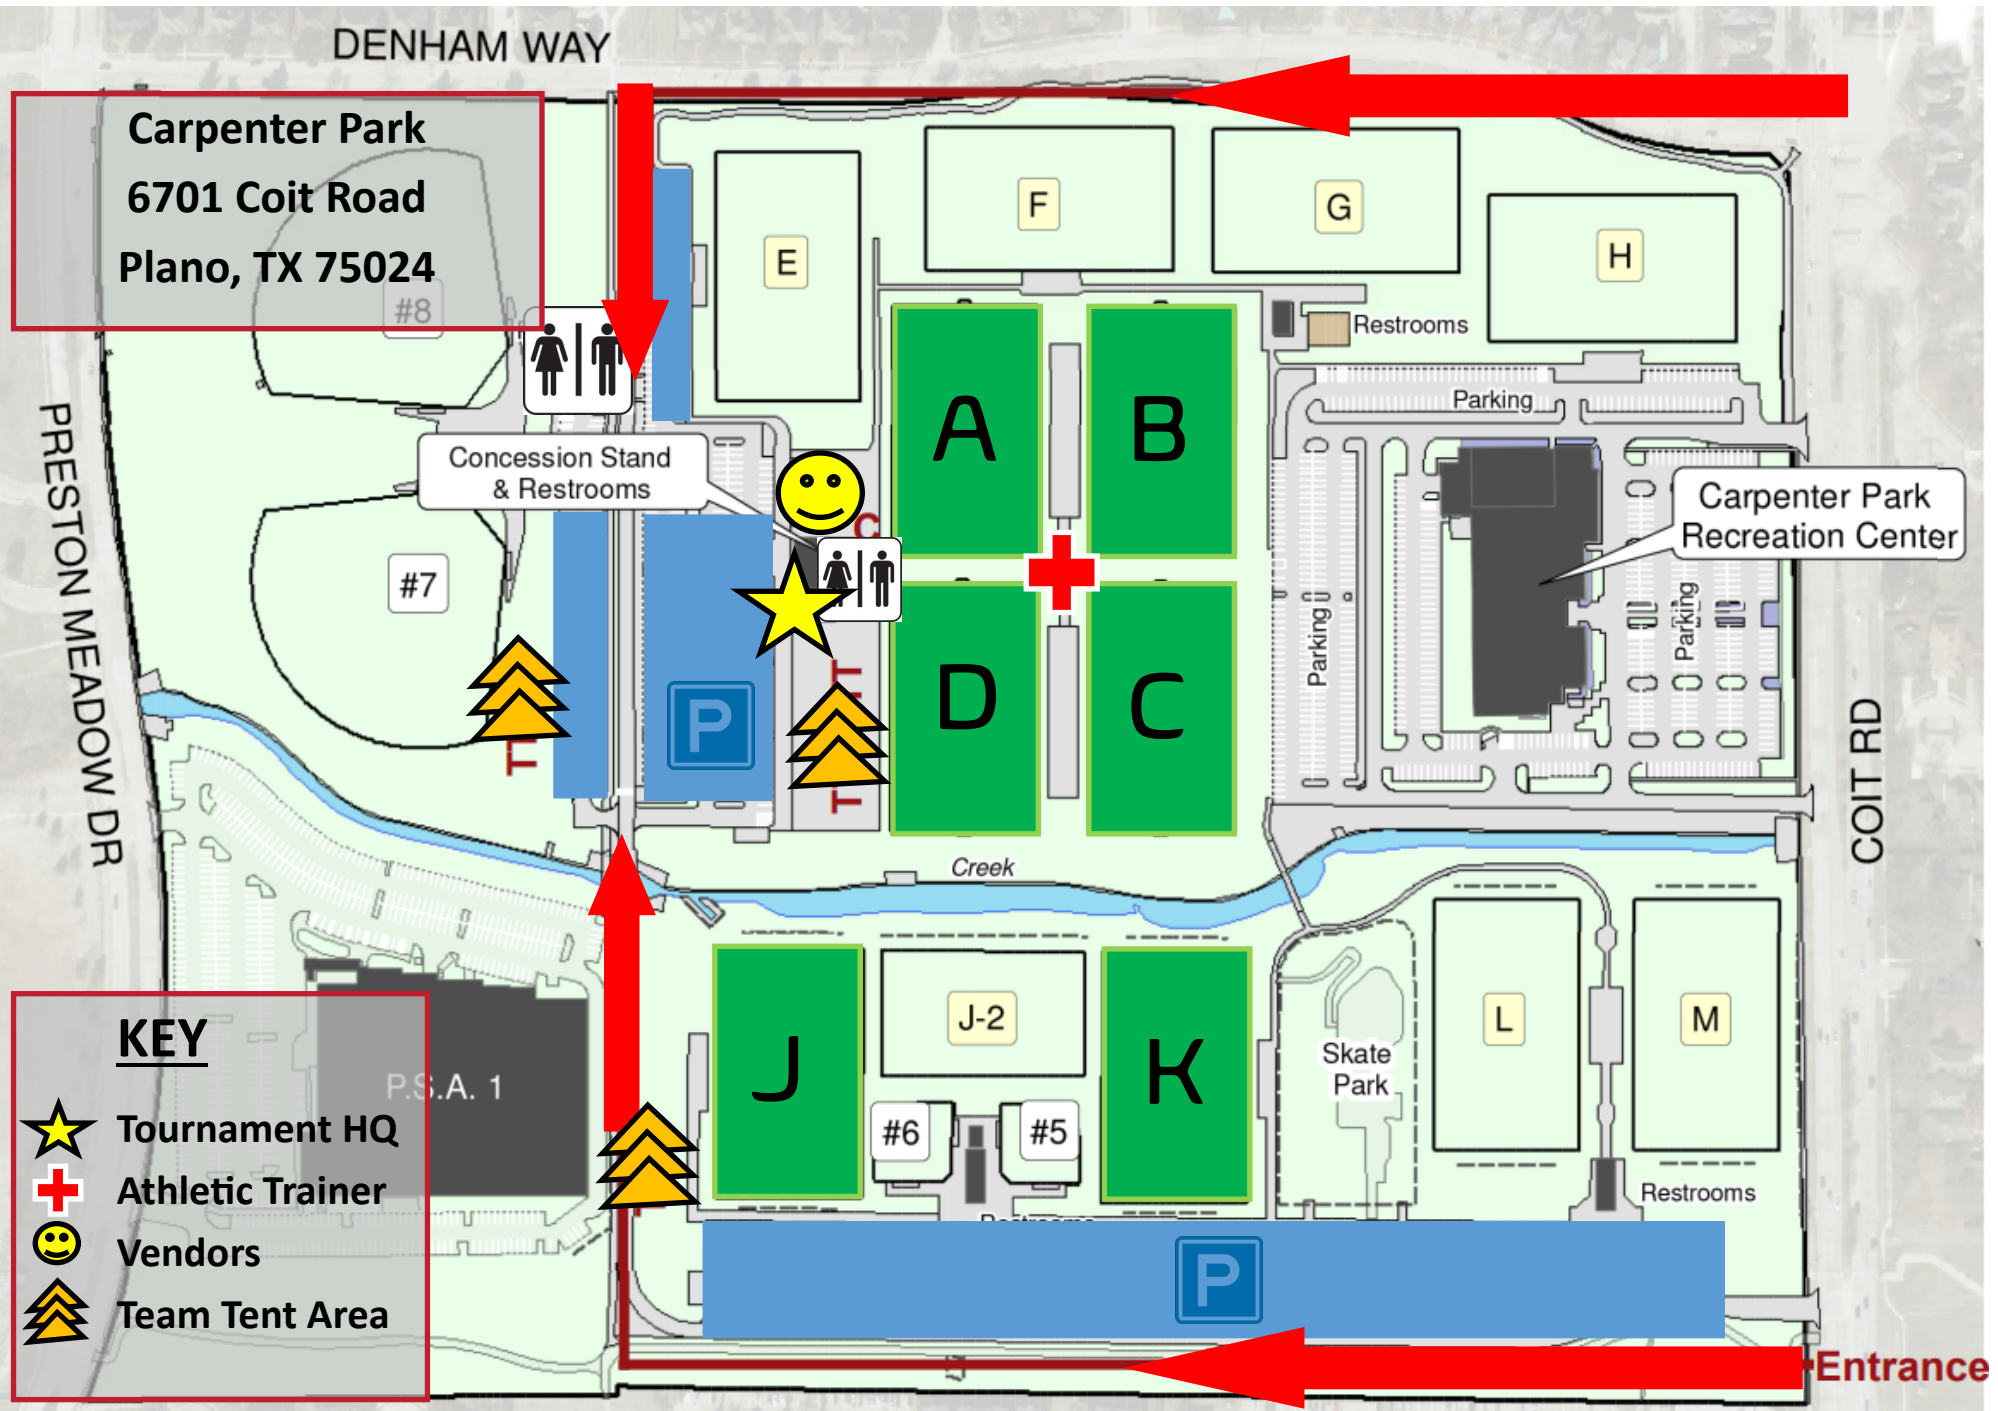 DENHAM WAY
Carpenter Park
6701 Coit Road
Plano, TX 75024
#8
E
F
G
H
Restrooms
Parking
A
B
Concession Stand
& Restrooms
C
Carpenter Park
Recreation Center
#7
PRESTON MEADOW DR
Parking
Parking
D
C
P
COIT RD
Creek
J
J-2
K
L
M
Skate
Park
#6
#5
Restrooms
Restrooms
P
P.S.A. 1
KEY
Tournament HQ
Athletic Trainer
Vendors
Team Tent Area
Entrance